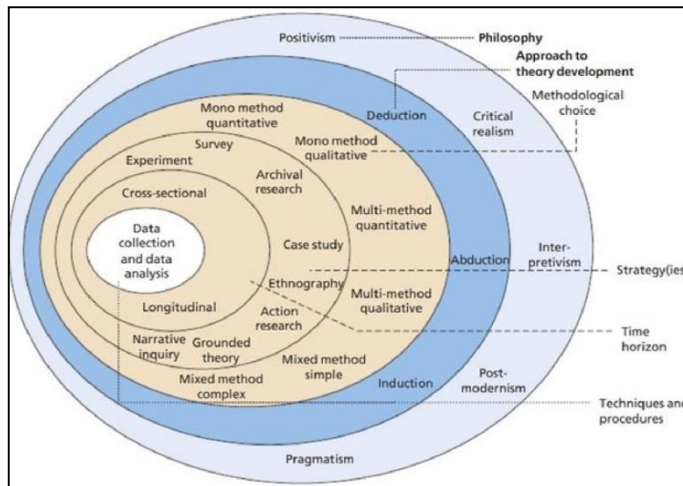 Positivism
Philosophy
Approach to
theory development
Methodological
choice
Deduction
Critical
realism
Mono method
quantitative
Mono method
qualitative
Survey
Experiment
Archival
research
Cross-sectional
Multi-method
quantitative
Data
collection
and data
analysis
Case study
Abduction
Inter-
pretivism
Strategy(ies
Ethnography
Multi-method
qualitative
Longitudinal
Action
research
Time
horizon
Narrative
inquiry
Grounded
theory
Mixed method
simple
Mixed method
complex
Induction
Post-
modernism
Techniques and
procedures
Pragmatism